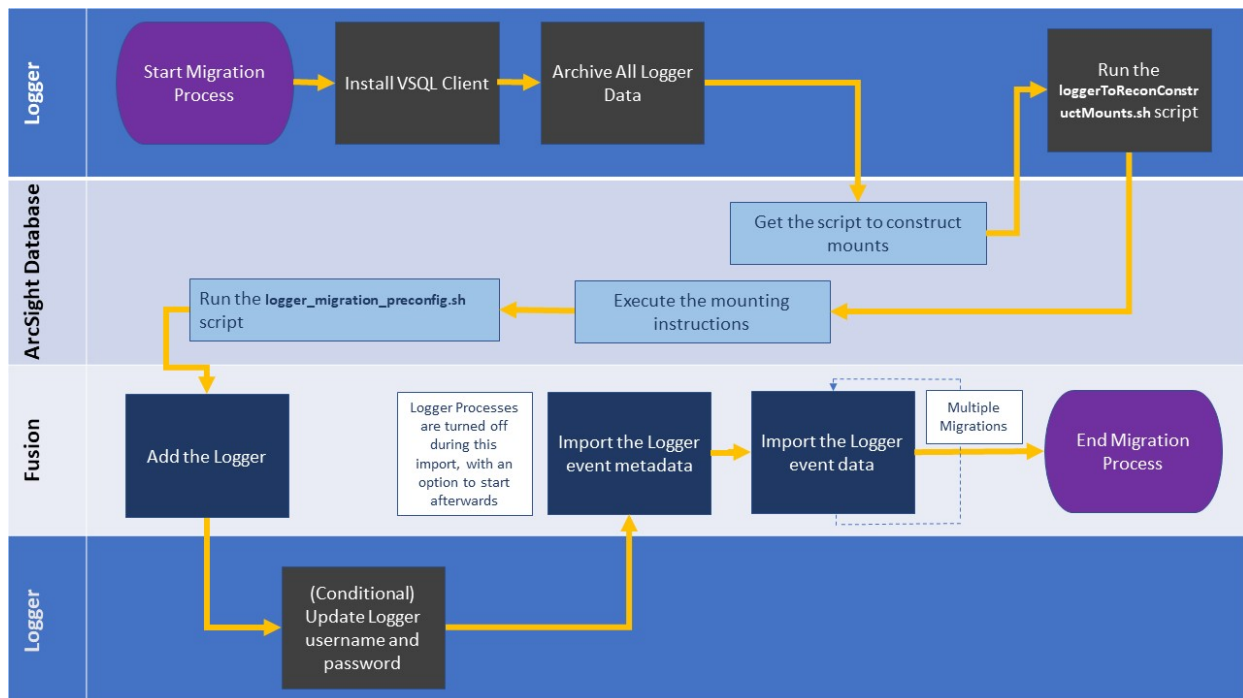 Logger
Start Migration
Process
Install VSQL Client
Archive All Logger
Data
Run the
loggerToReconConstr
uctMounts.sh script
ArcSight Database
Get the script to construct
mounts
Run the logger_migration_preconfig.sh
script
Execute the mounting
instructions
Fusion
Add the Logger
Logger Processes
are turned off
during this
import, with an
option to start
afterwards
Import the Logger
event metadata
Import the Logger
event data
Multiple
Migrations
End Migration
Process
Logger
(Conditional)
Update Logger
username and
password